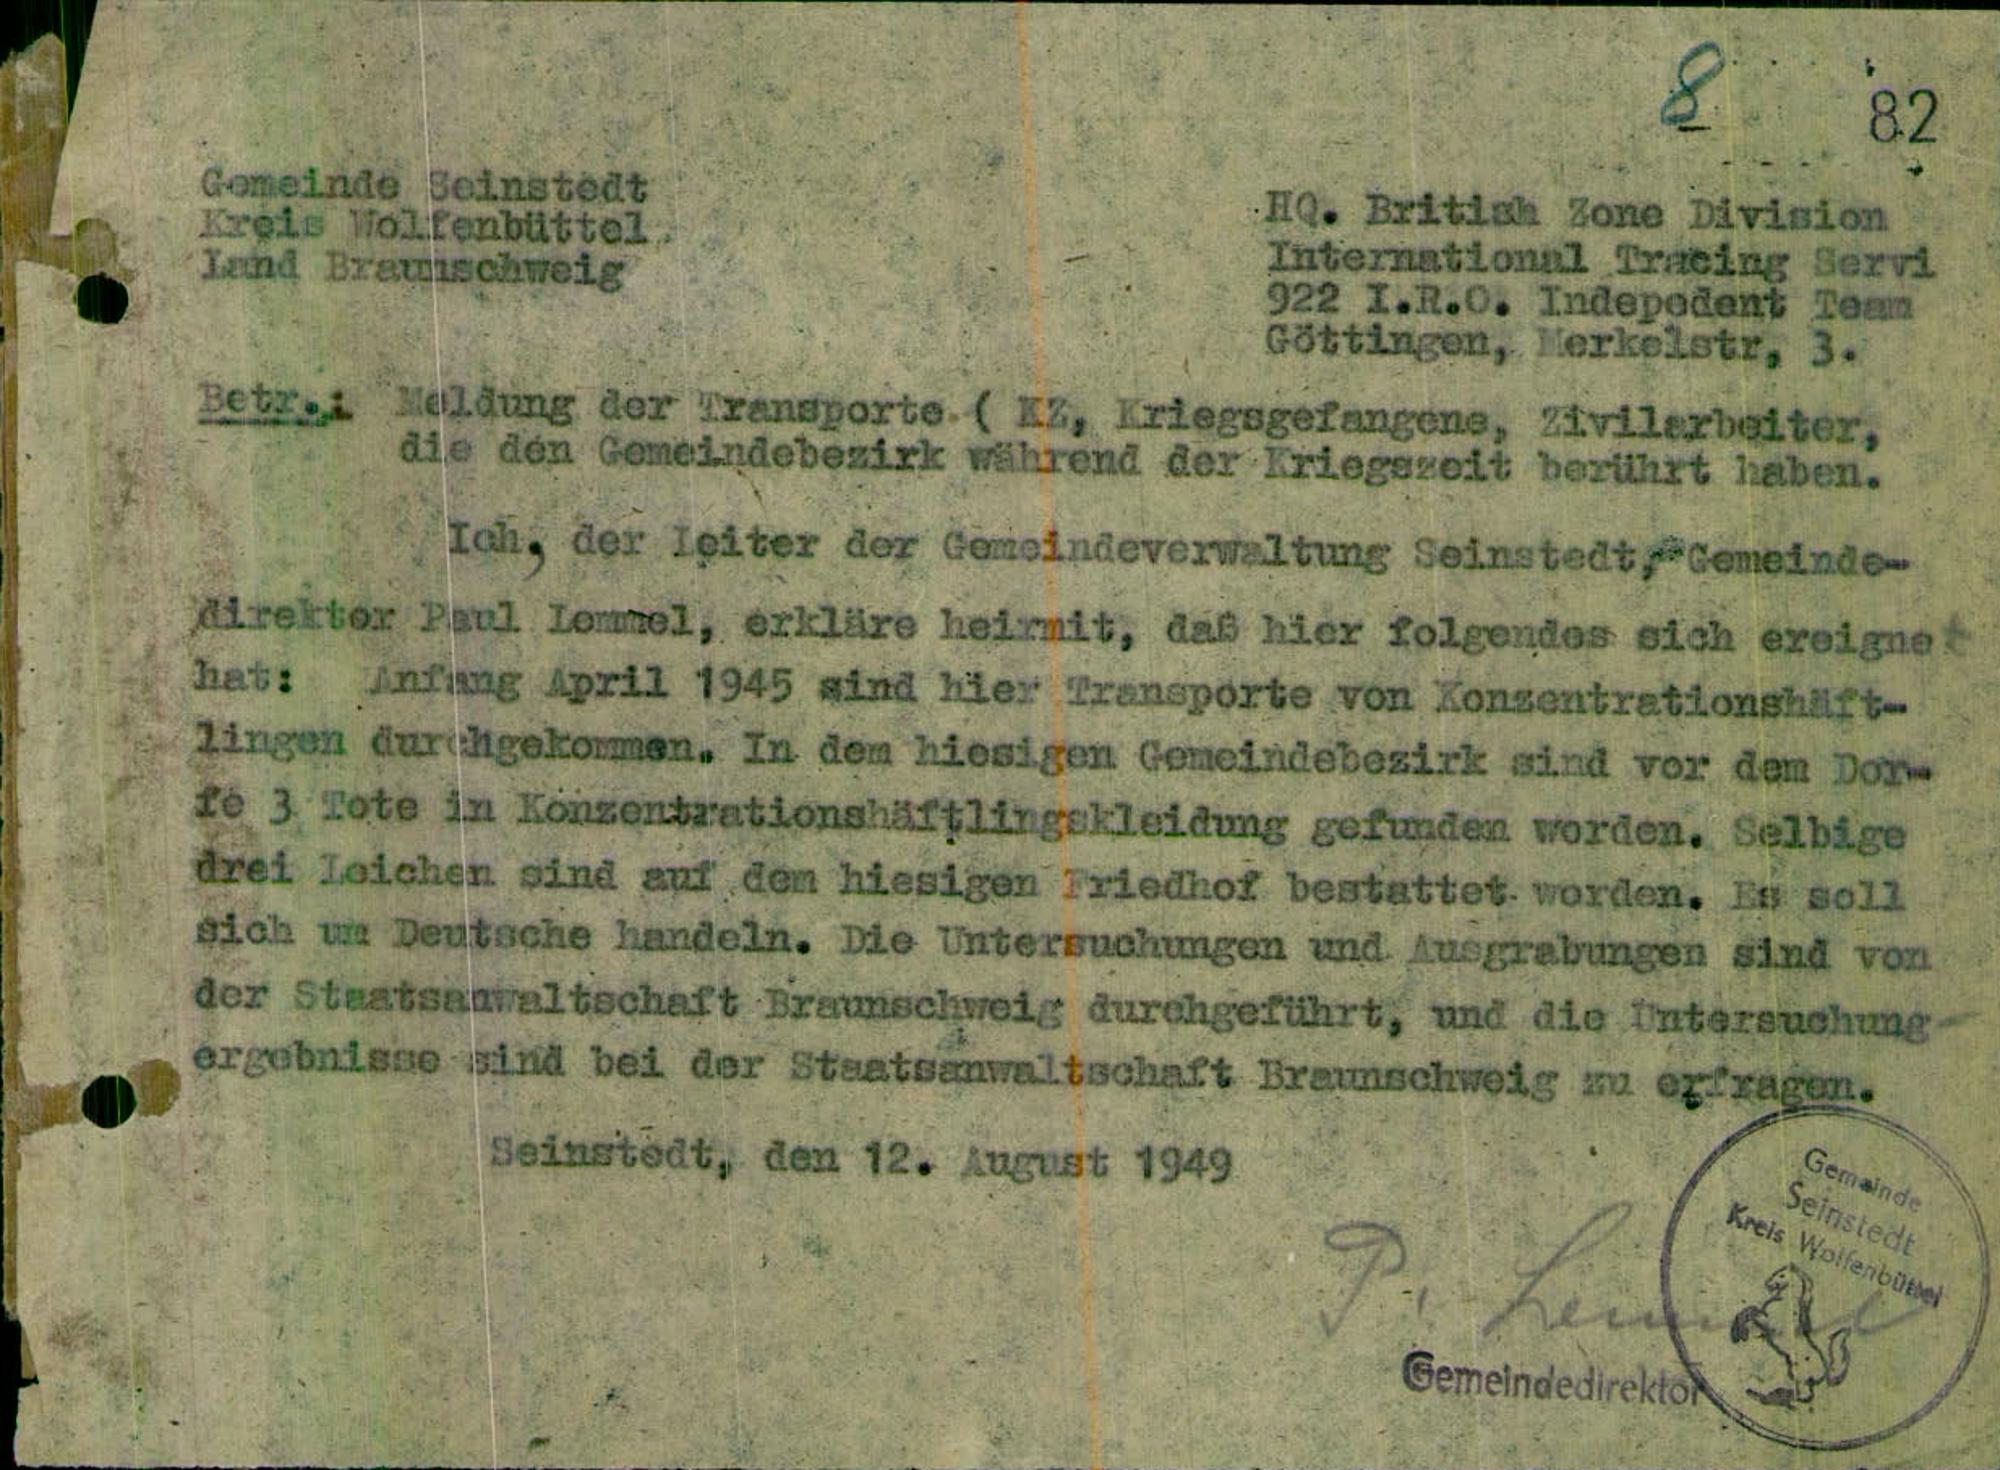 8
82
Gemeinde Seinstedt
Kreis Wolfenbüttel
Land Braunschweig
HQ. British Zone Division
International Tracing Servi
922 I.R.O. Indepedent Team
Göttingen, Merkelstr, 3.
Betr.: Meldung der Transporte ( KZ, Kriegsgefangene, Zivilarbeiter,
die den Gemeindebezirk während der Kriegszeit berührt haben.
Ich, der Leiter der Gemeindeverwaltung Seinstedt, Gemeinde-
direktor Paul Lemmel, erkläre heirmit, daß hier folgendes sich ereignet
hat: Anfang April 1945 sind hier Transporte von Konzentrationshäft-
lingen durchgekommen. In dem hiesigen Gemeindebezirk sind vor dem Dor-
fe 3 Tote in Konzentrationshäftlingskleidung gefunden worden. Selbige
drei Leichen sind auf dem hiesigen Friedhof bestattet worden. Es soll
sich um Deutsche handeln. Die Untersuchungen und Ausgrabungen sind von
der Staatsanwaltschaft Braunschweig durchgeführt, und die Untersuchung-
ergebnisse sind bei der Staatsanwaltschaft Braunschweig zu erfragen.
Seinstedt, den 12. August 1949
P. Lemmel
Gemeindedirektor
Gemeinde
Seinstedt
Kreis Wolfenbüttel